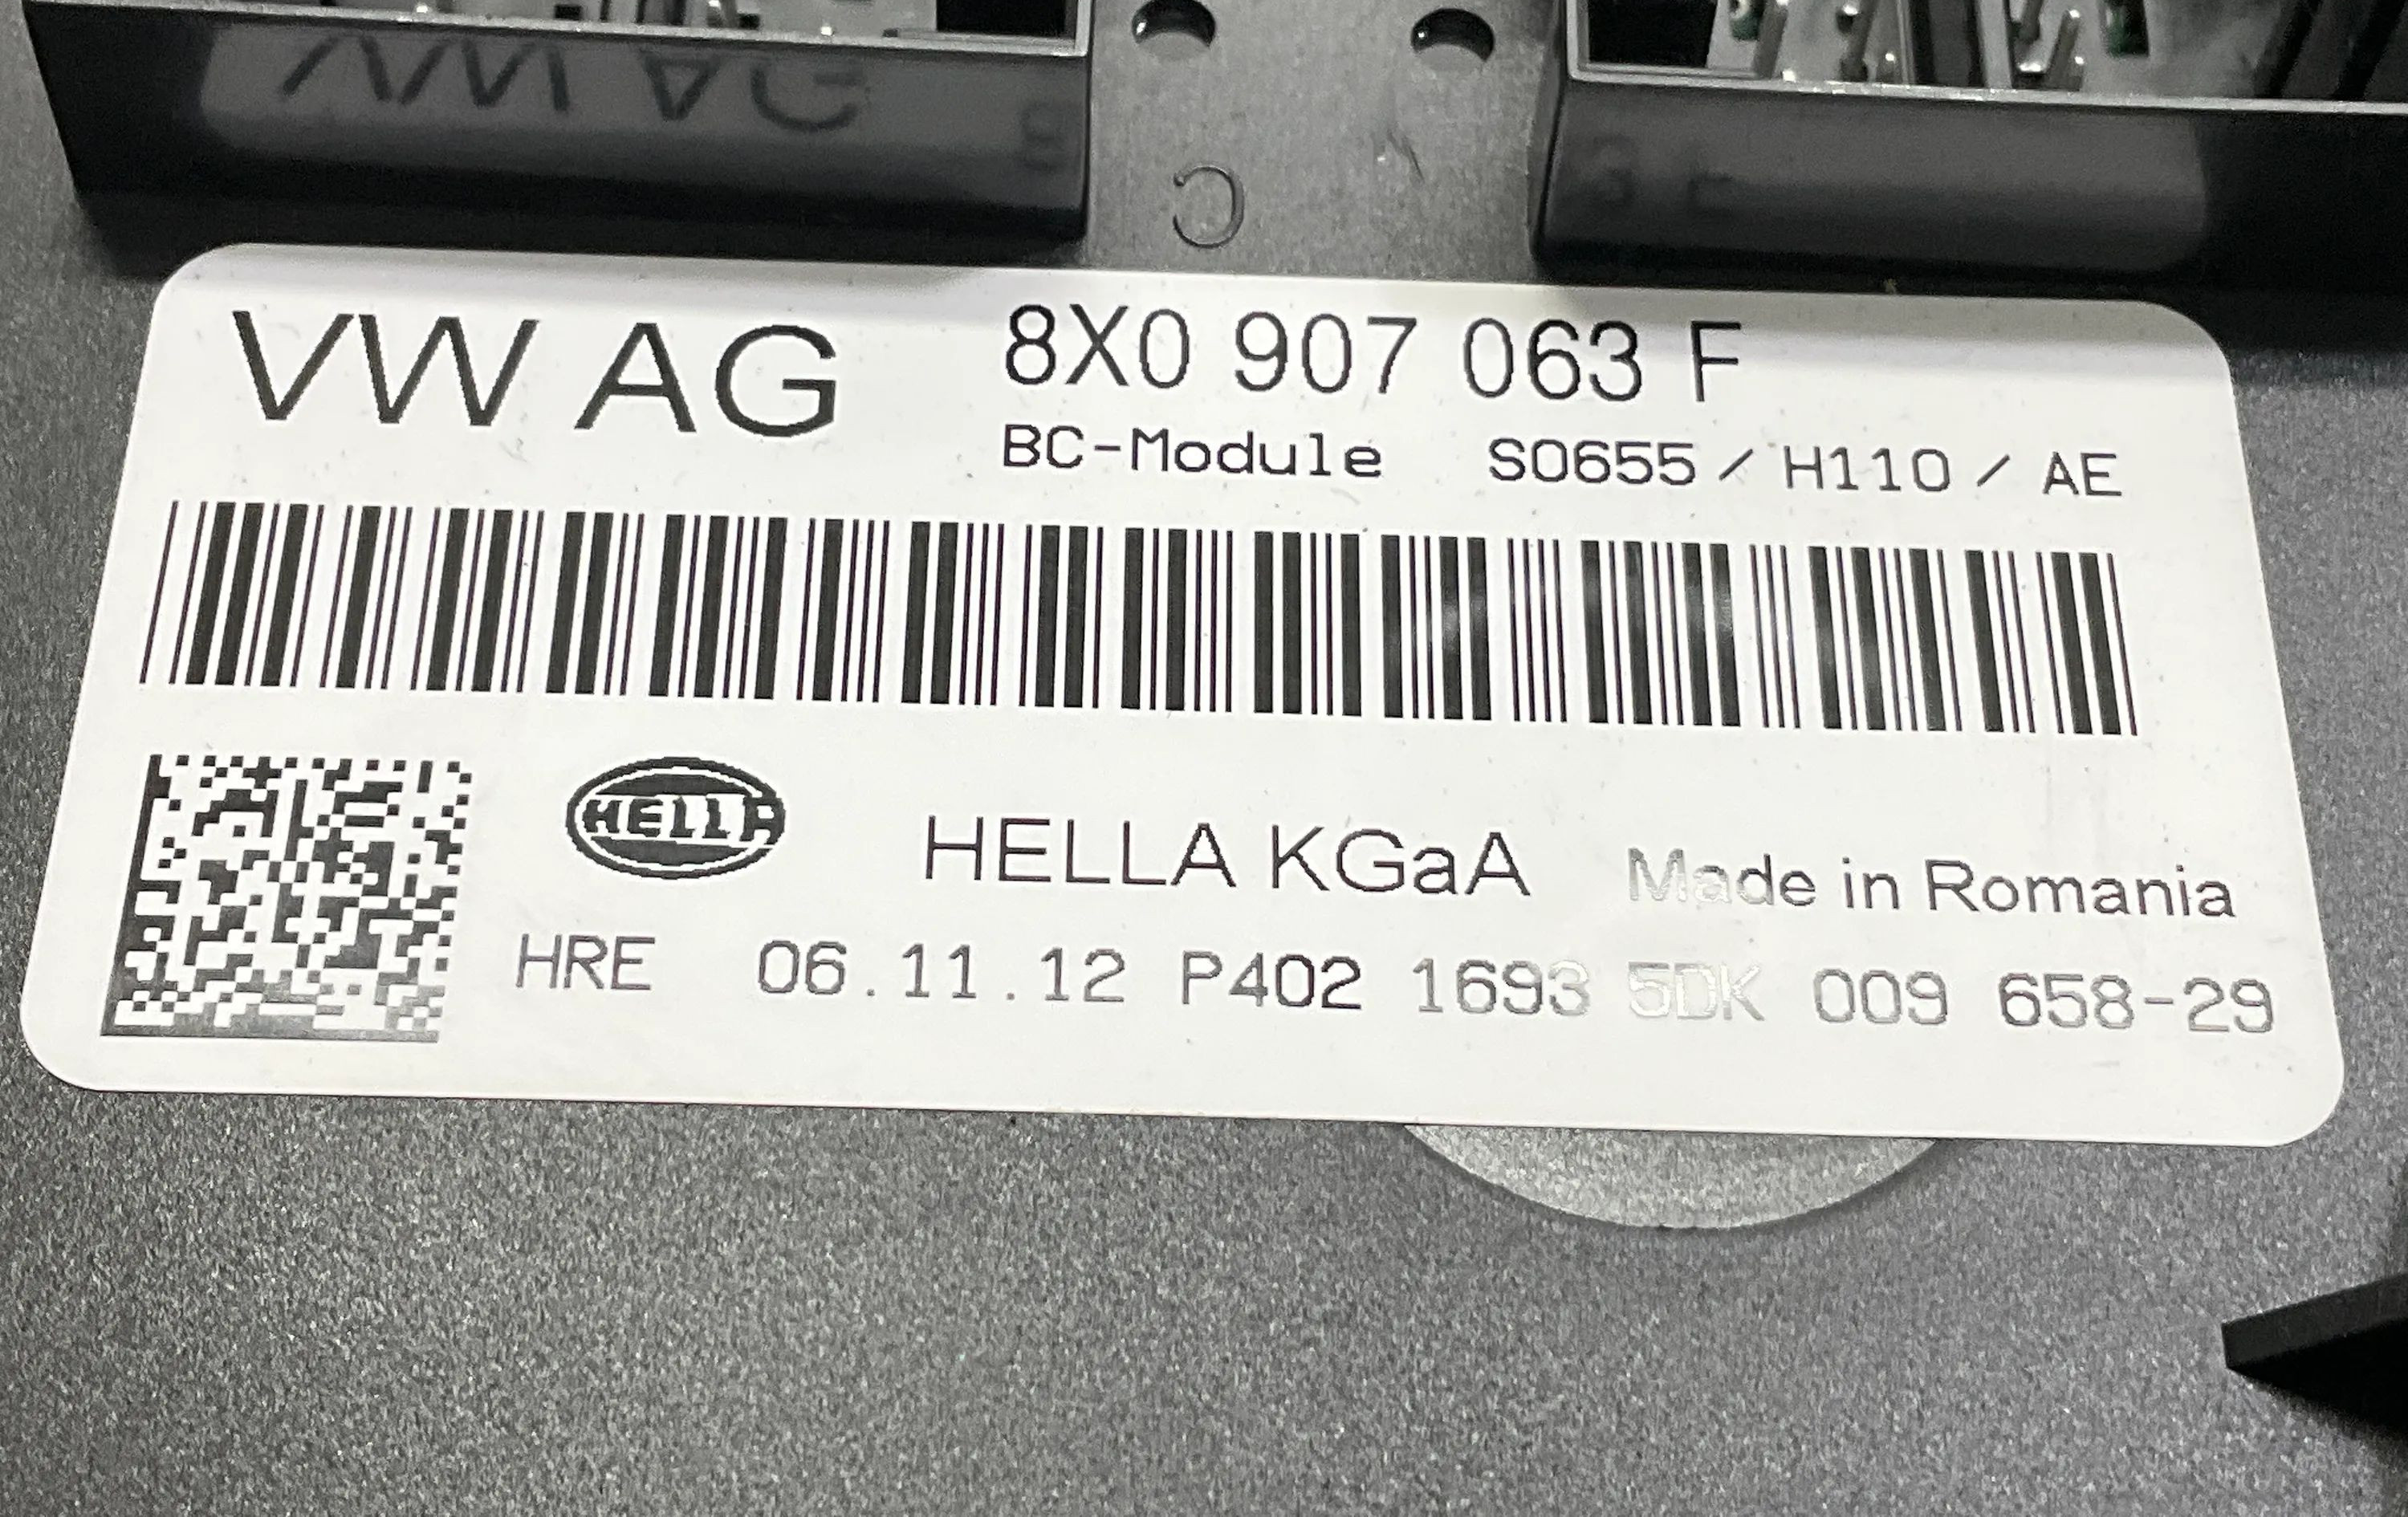 VW AG 8X0 907 063 F
BC-Module S0655 / H110 / AE
HELLA HELLA KGaA Made in Romania
HRE 06.11.12 P402 1693 5DK 009 658-29
C